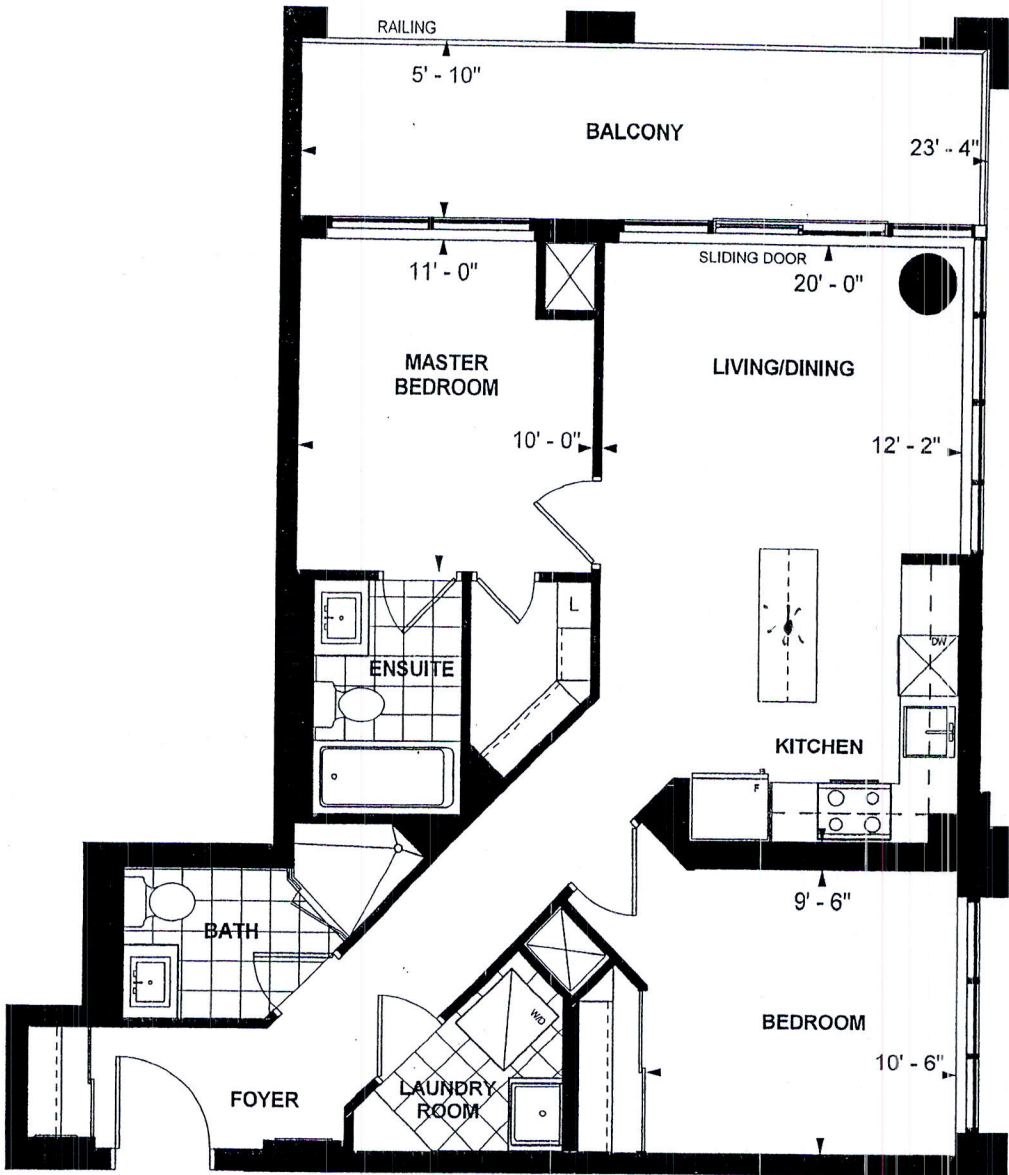 RAILING
5' - 10"
BALCONY
23' - 4"
11' - 0"
SLIDING DOOR
20' - 0"
MASTER
BEDROOM
LIVING/DINING
10' - 0"
12' - 2"
L
ENSUITE
DW
KITCHEN
F
9' - 6"
BATH
W/D
BEDROOM
10' - 6"
FOYER
LAUNDRY
ROOM